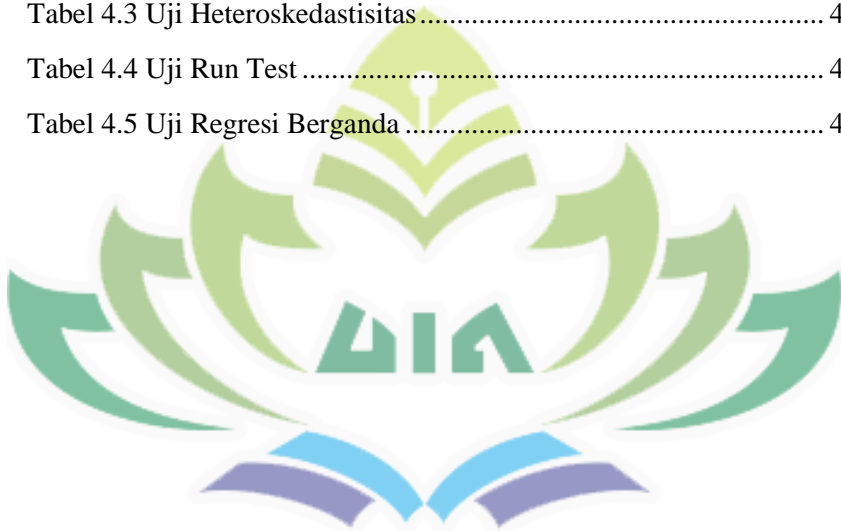 Tabel 4.3 Uji Heteroskedastisitas............................................................ 4
Tabel 4.4 Uji Run Test............................................................................. 4
Tabel 4.5 Uji Regresi Berganda.............................................................. 4